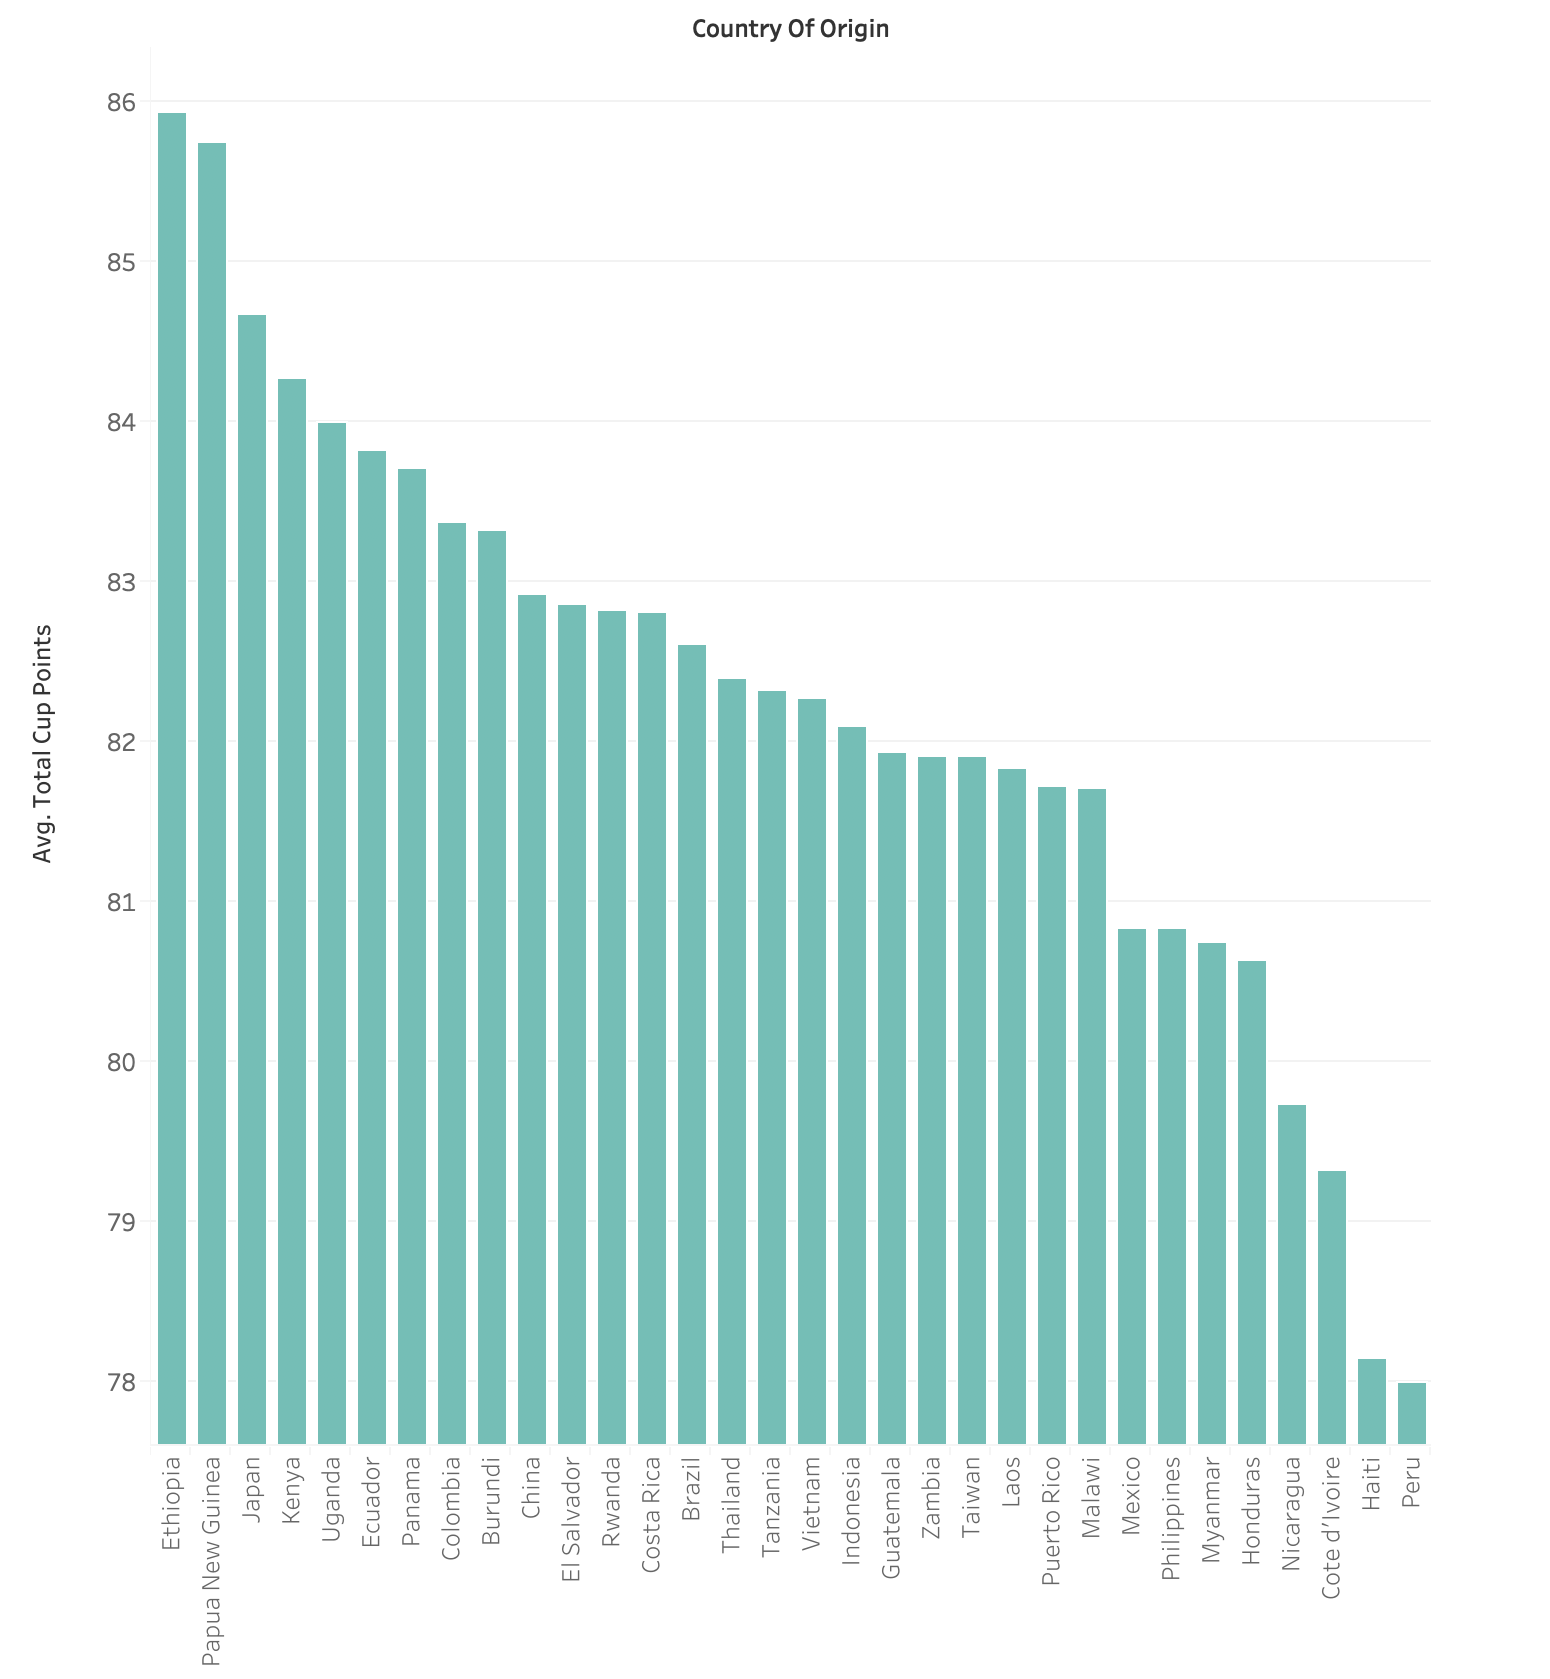 Country Of Origin
86
85
84
83
82
81
80
79
78
Avg. Total Cup Points
Ethiopia
Papua New Guinea
Japan
Kenya
Uganda
Ecuador
Panama
Colombia
Burundi
China
El Salvador
Rwanda
Costa Rica
Brazil
Thailand
Tanzania
Vietnam
Indonesia
Guatemala
Zambia
Taiwan
Laos
Puerto Rico
Malawi
Mexico
Philippines
Myanmar
Honduras
Nicaragua
Cote d’Ivoire
Haiti
Peru